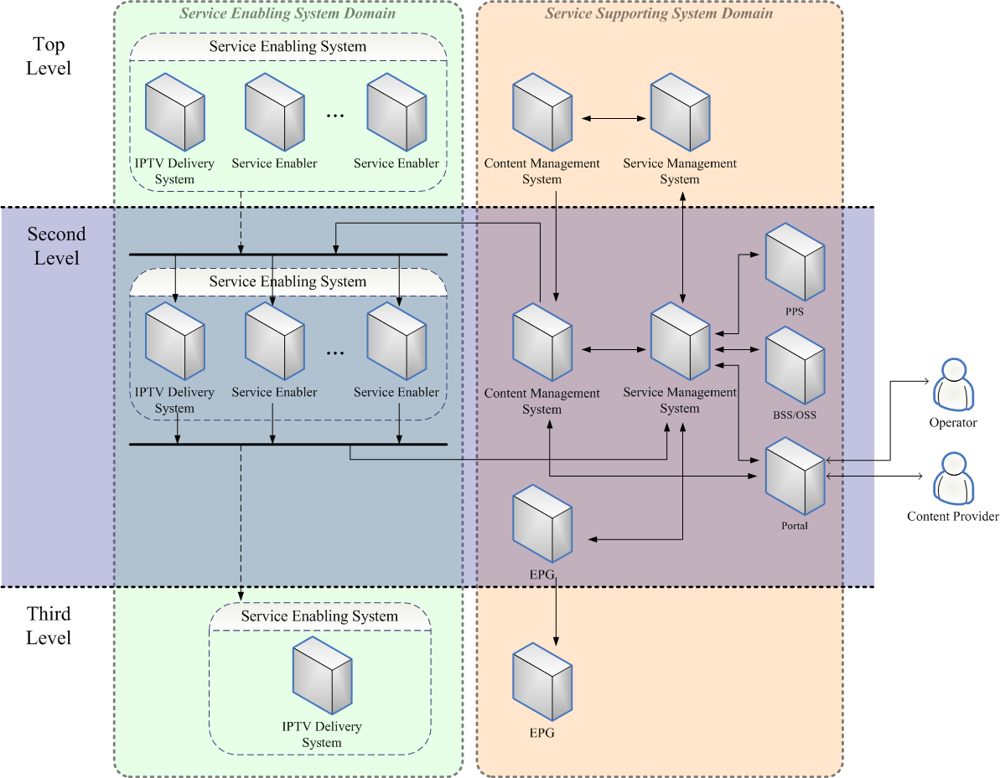 Service Enabling System Domain
Service Supporting System Domain
Top
Level
Service Enabling System
IPTV Delivery
System
Service Enabler
...
Service Enabler
Content Management
System
Service Management
System
Second
Level
Service Enabling System
IPTV Delivery
System
Service Enabler
...
Service Enabler
Content Management
System
Service Management
System
PPS
BSS/OSS
Portal
Operator
Content Provider
EPG
Third
Level
Service Enabling System
IPTV Delivery
System
EPG